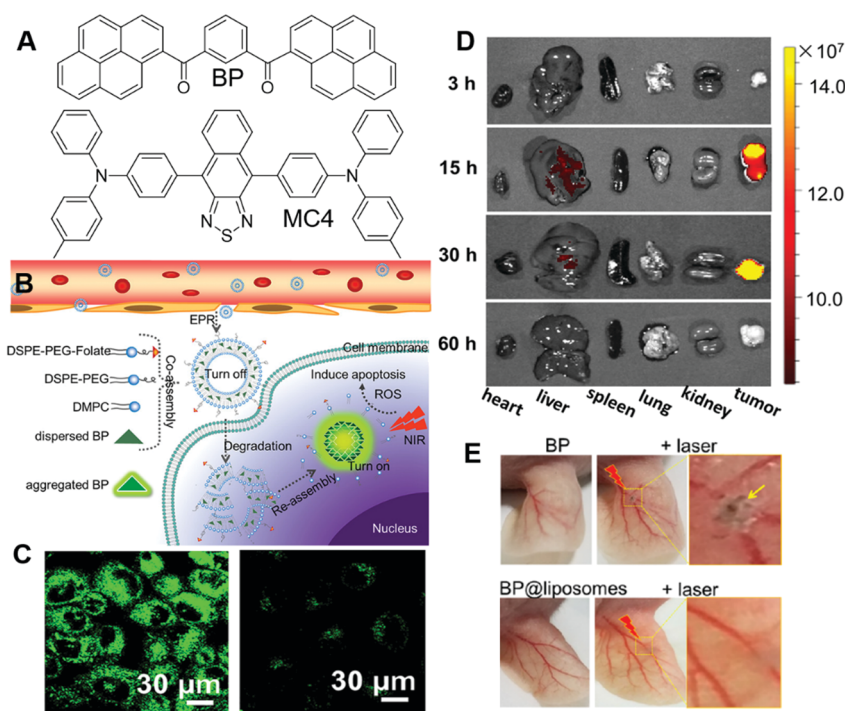 A
O
BP
O
N
N
N
N
S
MC4
B
EPR
DSPE-PEG-Folate
DSPE-PEG
DMPC
dispersed BP
aggregated BP
Co-assembly
Turn off
Cell membrane
Induce apoptosis
ROS
NIR
Degradation
Turn on
Re-assembly
Nucleus
C
30 μm
30 μm
D
3 h
15 h
30 h
60 h
heart
liver
spleen
lung
kidney
tumor
×10⁷
14.0
12.0
10.0
E
BP
+ laser
BP@liposomes
+ laser